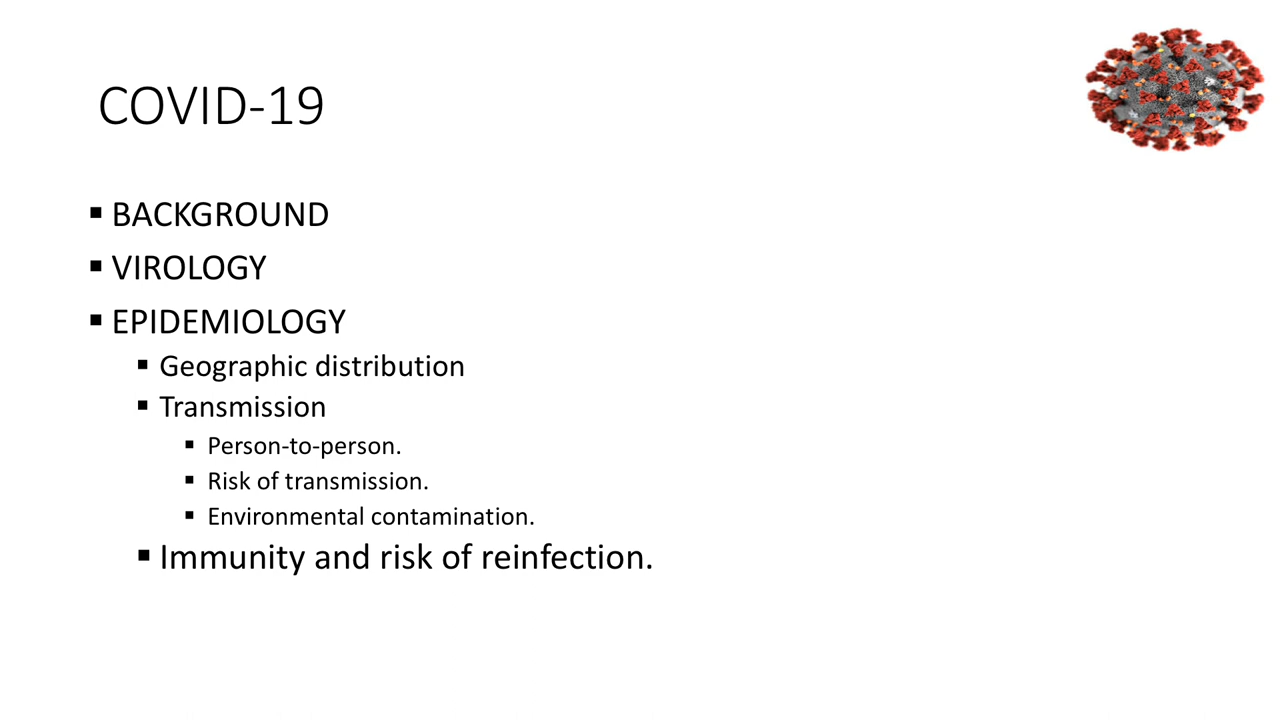 COVID-19
▪ BACKGROUND
▪ VIROLOGY
▪ EPIDEMIOLOGY
▪ Geographic distribution
▪ Transmission
▪ Person-to-person.
▪ Risk of transmission.
▪ Environmental contamination.
▪ Immunity and risk of reinfection.